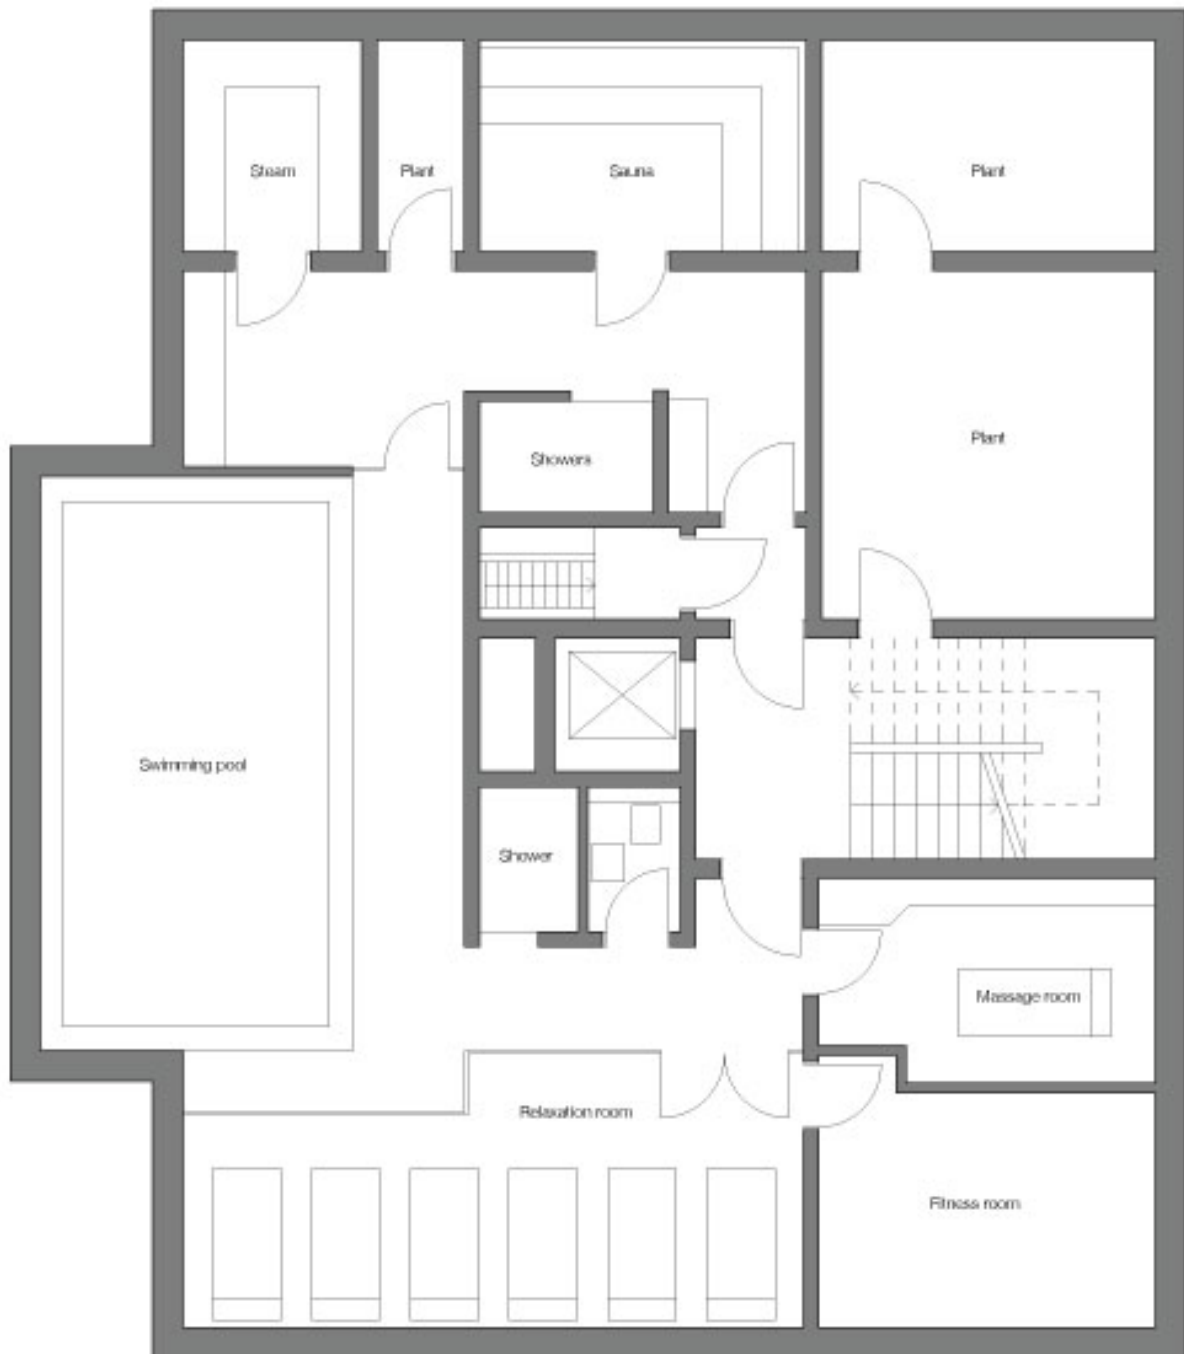 Steam
Plant
Sauna
Plant
Showers
Plant
Swimming pool
Shower
Massage room
Relaxation room
Fitness room